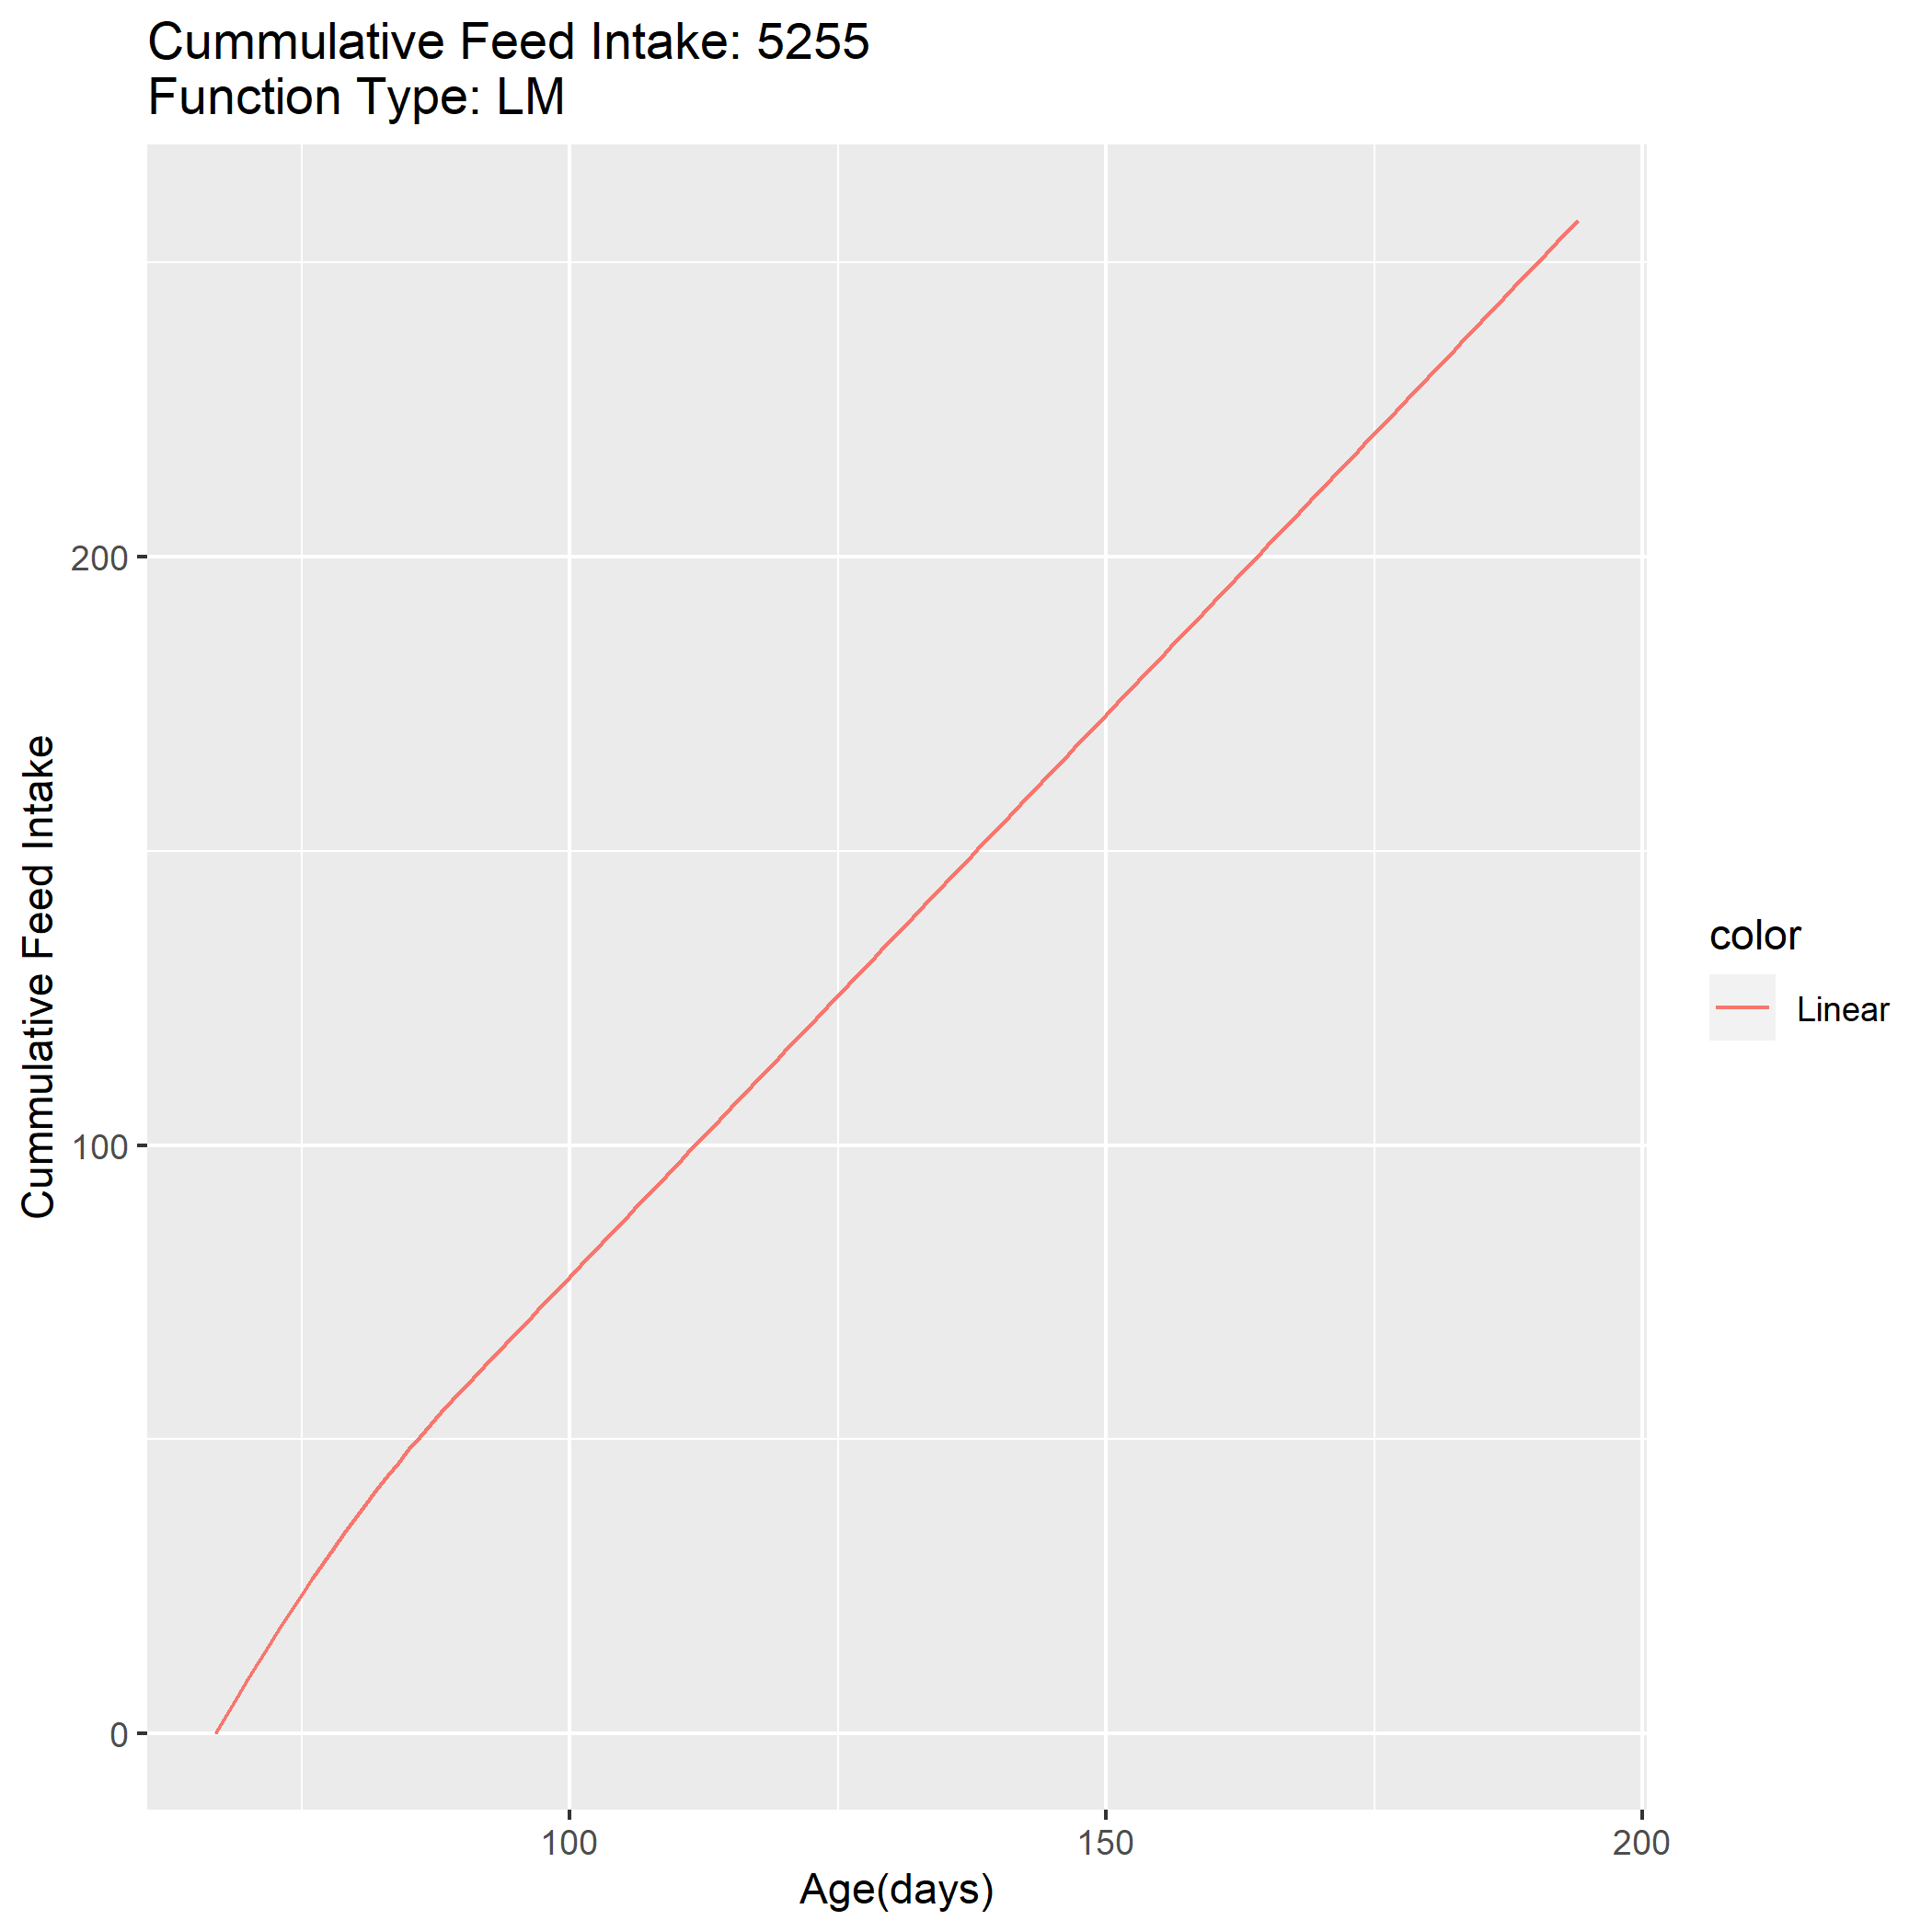 Cummulative Feed Intake: 5255
Function Type: LM
Cummulative Feed Intake
200
100
0
100
150
200
Age(days)
color
Linear